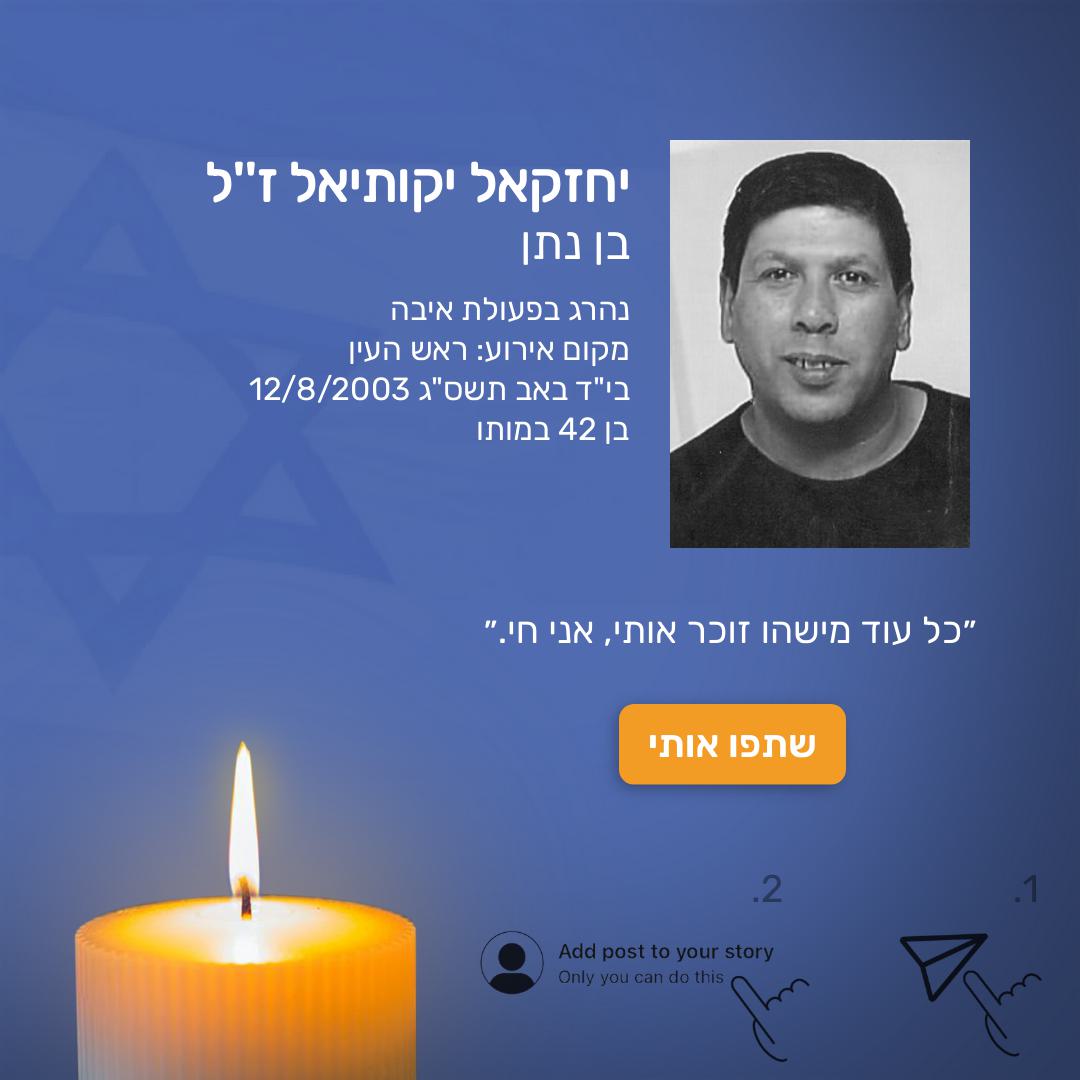 יחזקאל יקותיאל ז"ל
בן נתן
נהרג בפעולת איבה
מקום אירוע: ראש העין
בי"ד באב תשס"ג 12/8/2003
בן 42 במותו
״כל עוד מישהו זוכר אותי, אני חי.״
שתפו אותי
1.
2.
Add post to your story
Only you can do this